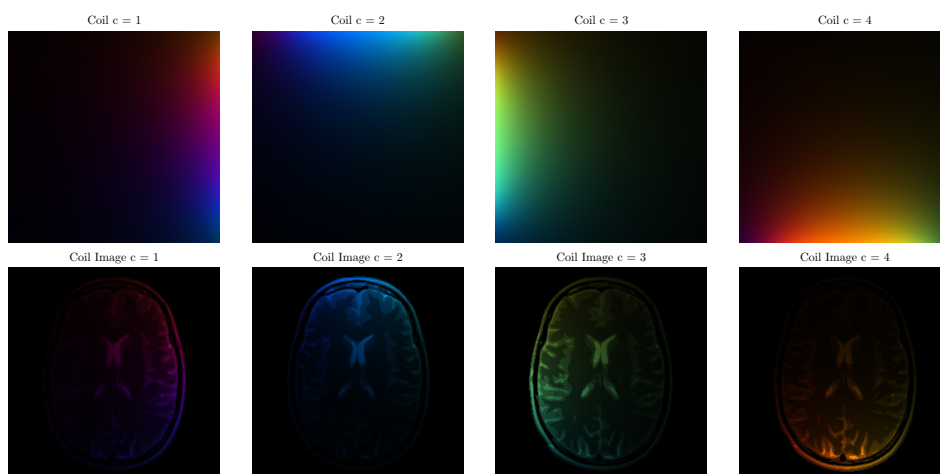 Coil c = 1
Coil c = 2
Coil c = 3
Coil c = 4
Coil Image c = 1
Coil Image c = 2
Coil Image c = 3
Coil Image c = 4